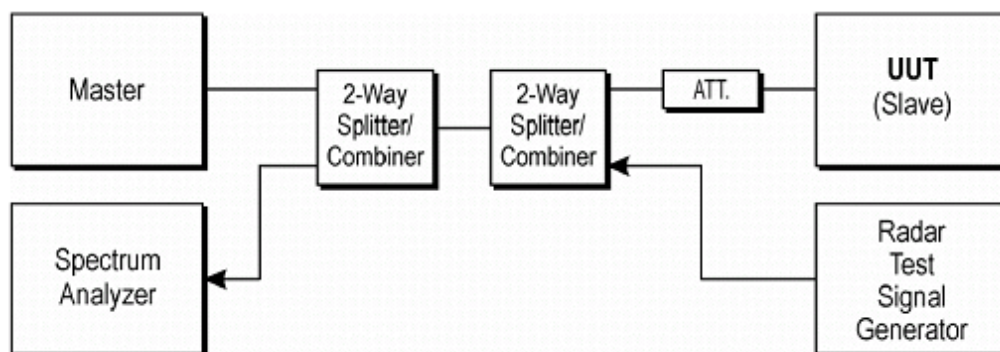 Master
2-Way
Splitter/
Combiner
2-Way
Splitter/
Combiner
ATT.
UUT
(Slave)
Spectrum
Analyzer
Radar
Test
Signal
Generator